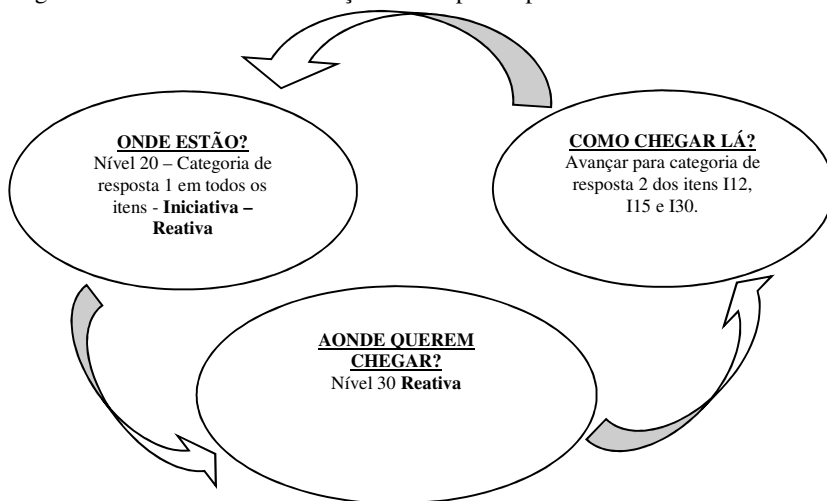 ONDE ESTÃO?
Nível 20 – Categoria de
resposta 1 em todos os
itens - Iniciativa –
Reativa
COMO CHEGAR LÁ?
Avançar para categoria de
resposta 2 dos itens I12,
I15 e I30.
AONDE QUEREM
CHEGAR?
Nível 30 Reativa